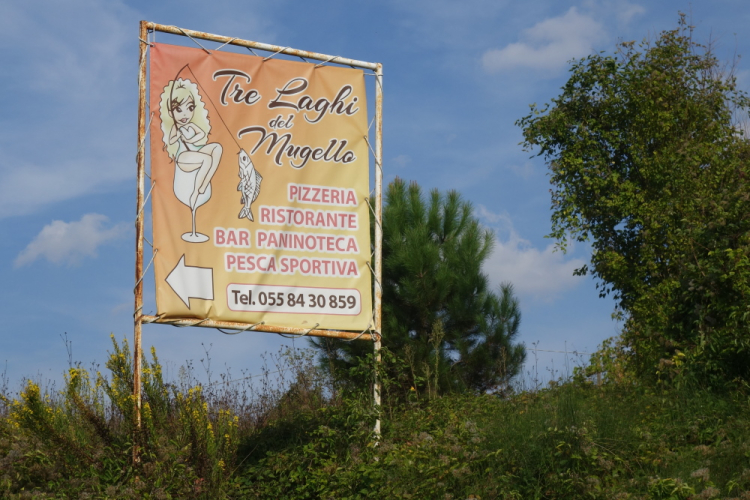 Tre Laghi
del
Mugello
PIZZERIA
RISTORANTE
BAR PANINOTECA
PESCA SPORTIVA
Tel. 055 84 30 859